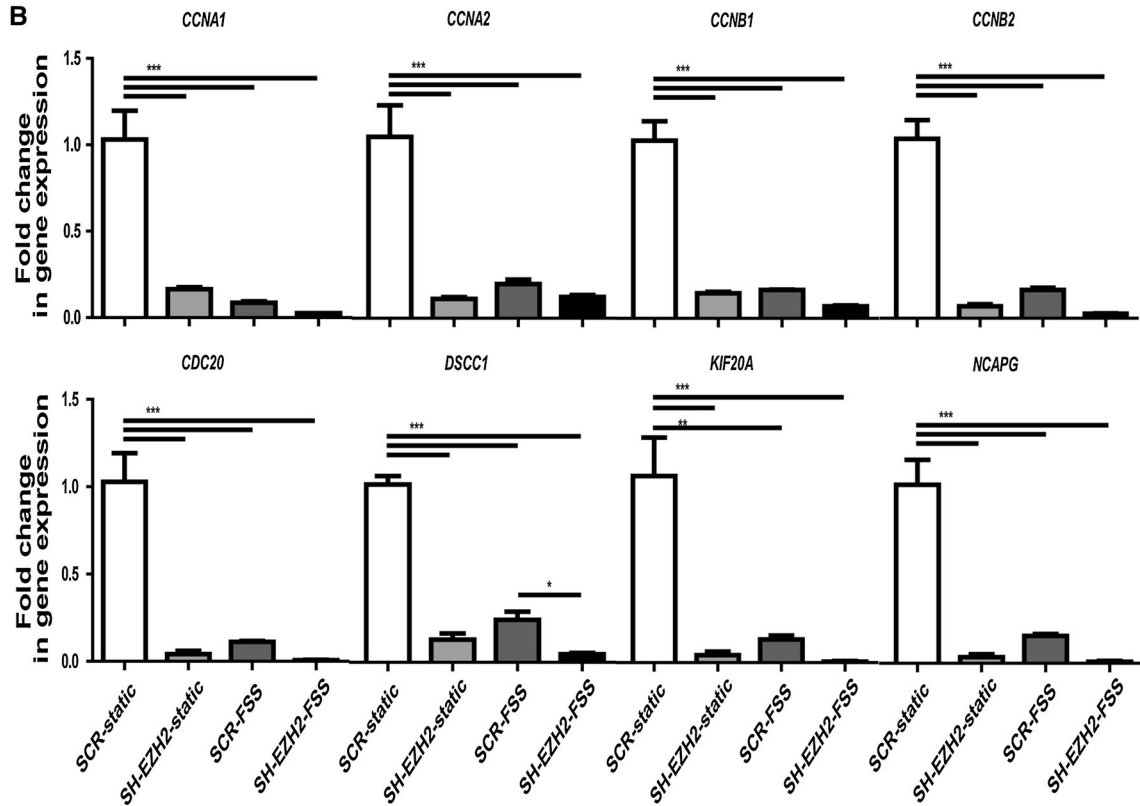 B
CCNA1 CCNA2 CCNB1 CCNB2
Fold change
in gene expression
1.5
1.0
0.5
0.0
*** *** *** ***
CDC20 DSCC1 KIF20A NCAPG
Fold change
in gene expression
1.5
1.0
0.5
0.0
*** *** *** ***
**
*
SCR-static SH-EZH2-static SCR-FSS SH-EZH2-FSS SCR-static SH-EZH2-static SCR-FSS SH-EZH2-FSS SCR-static SH-EZH2-static SCR-FSS SH-EZH2-FSS SCR-static SH-EZH2-static SCR-FSS SH-EZH2-FSS